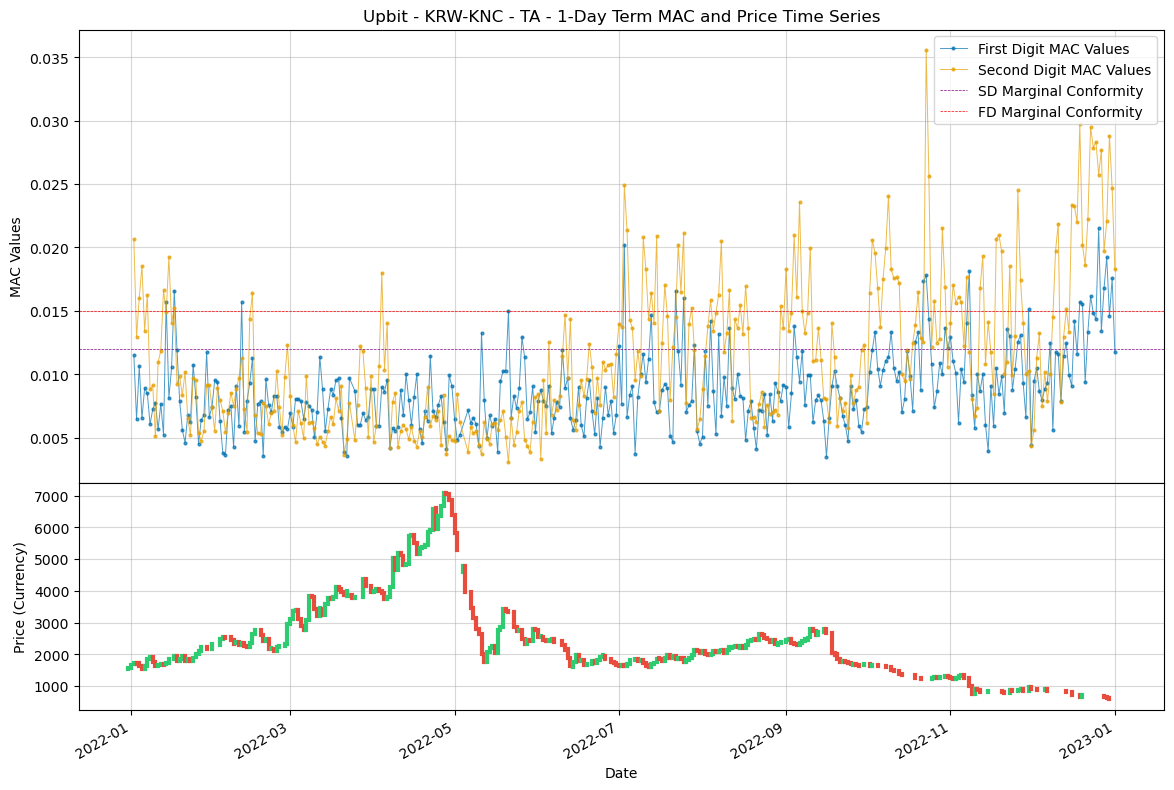 Upbit - KRW-KNC - TA - 1-Day Term MAC and Price Time Series
First Digit MAC Values
Second Digit MAC Values
SD Marginal Conformity
FD Marginal Conformity
MAC Values
0.035
0.030
0.025
0.020
0.015
0.010
0.005
Price (Currency)
7000
6000
5000
4000
3000
2000
1000
2022-01
2022-03
2022-05
2022-07
2022-09
2022-11
2023-01
Date